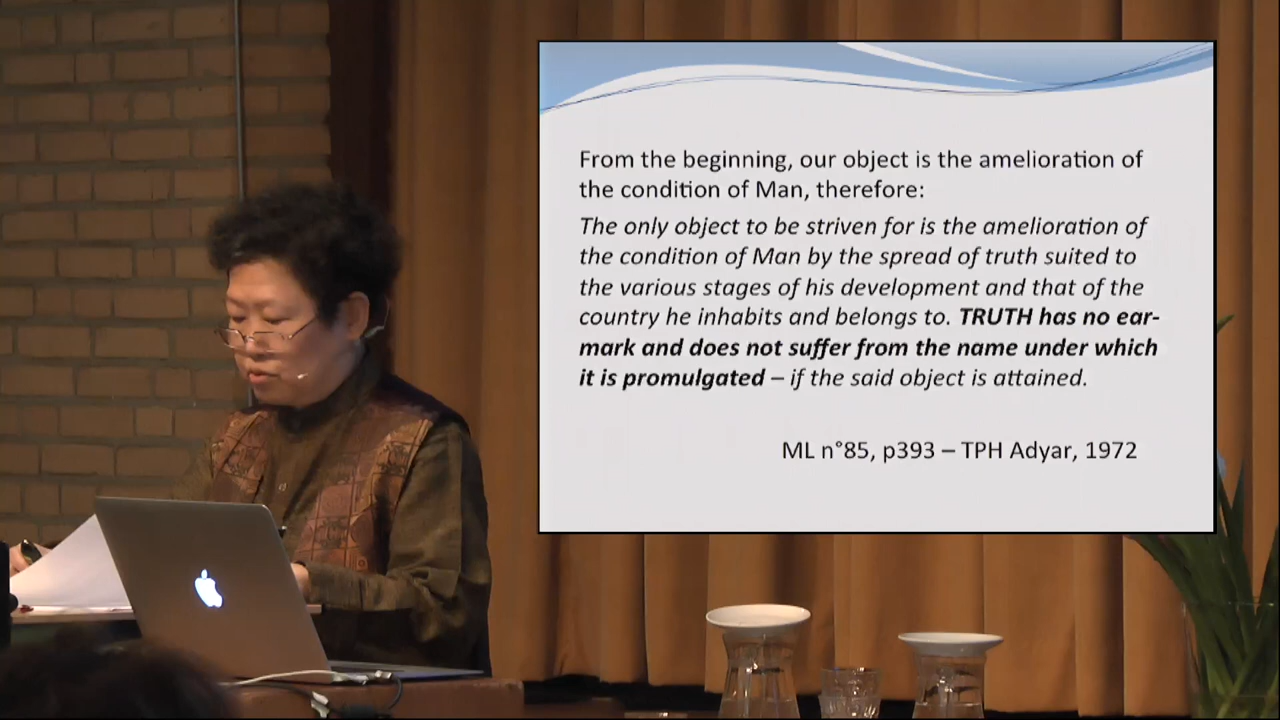 From the beginning, our object is the amelioration of
the condition of Man, therefore:
The only object to be striven for is the amelioration of
the condition of Man by the spread of truth suited to
the various stages of his development and that of the
country he inhabits and belongs to. TRUTH has no ear-
mark and does not suffer from the name under which
it is promulgated – if the said object is attained.
ML n°85, p393 – TPH Adyar, 1972